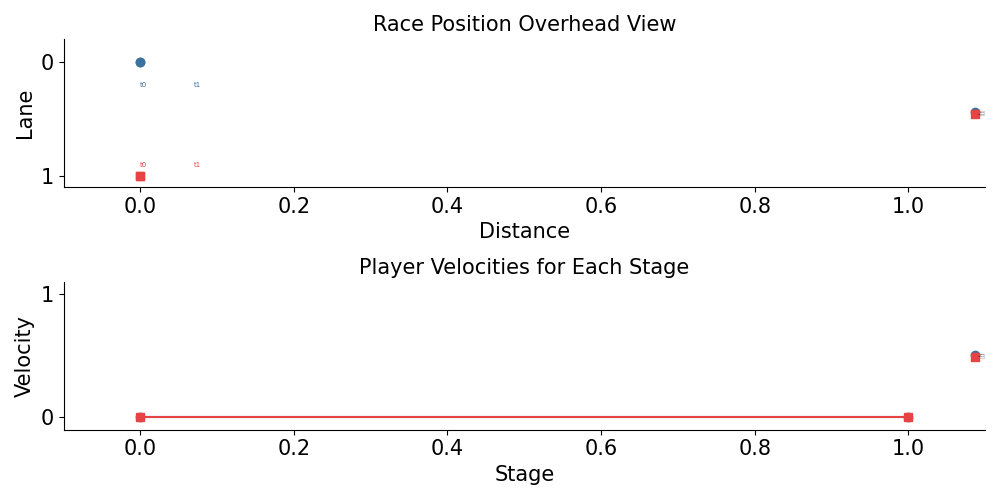 Race Position Overhead View
Lane
0
t0 t1
t0 t1
1
0.0 0.2 0.4 0.6 0.8 1.0
Distance
Player Velocities for Each Stage
Velocity
1
0
0.0 0.2 0.4 0.6 0.8 1.0
Stage